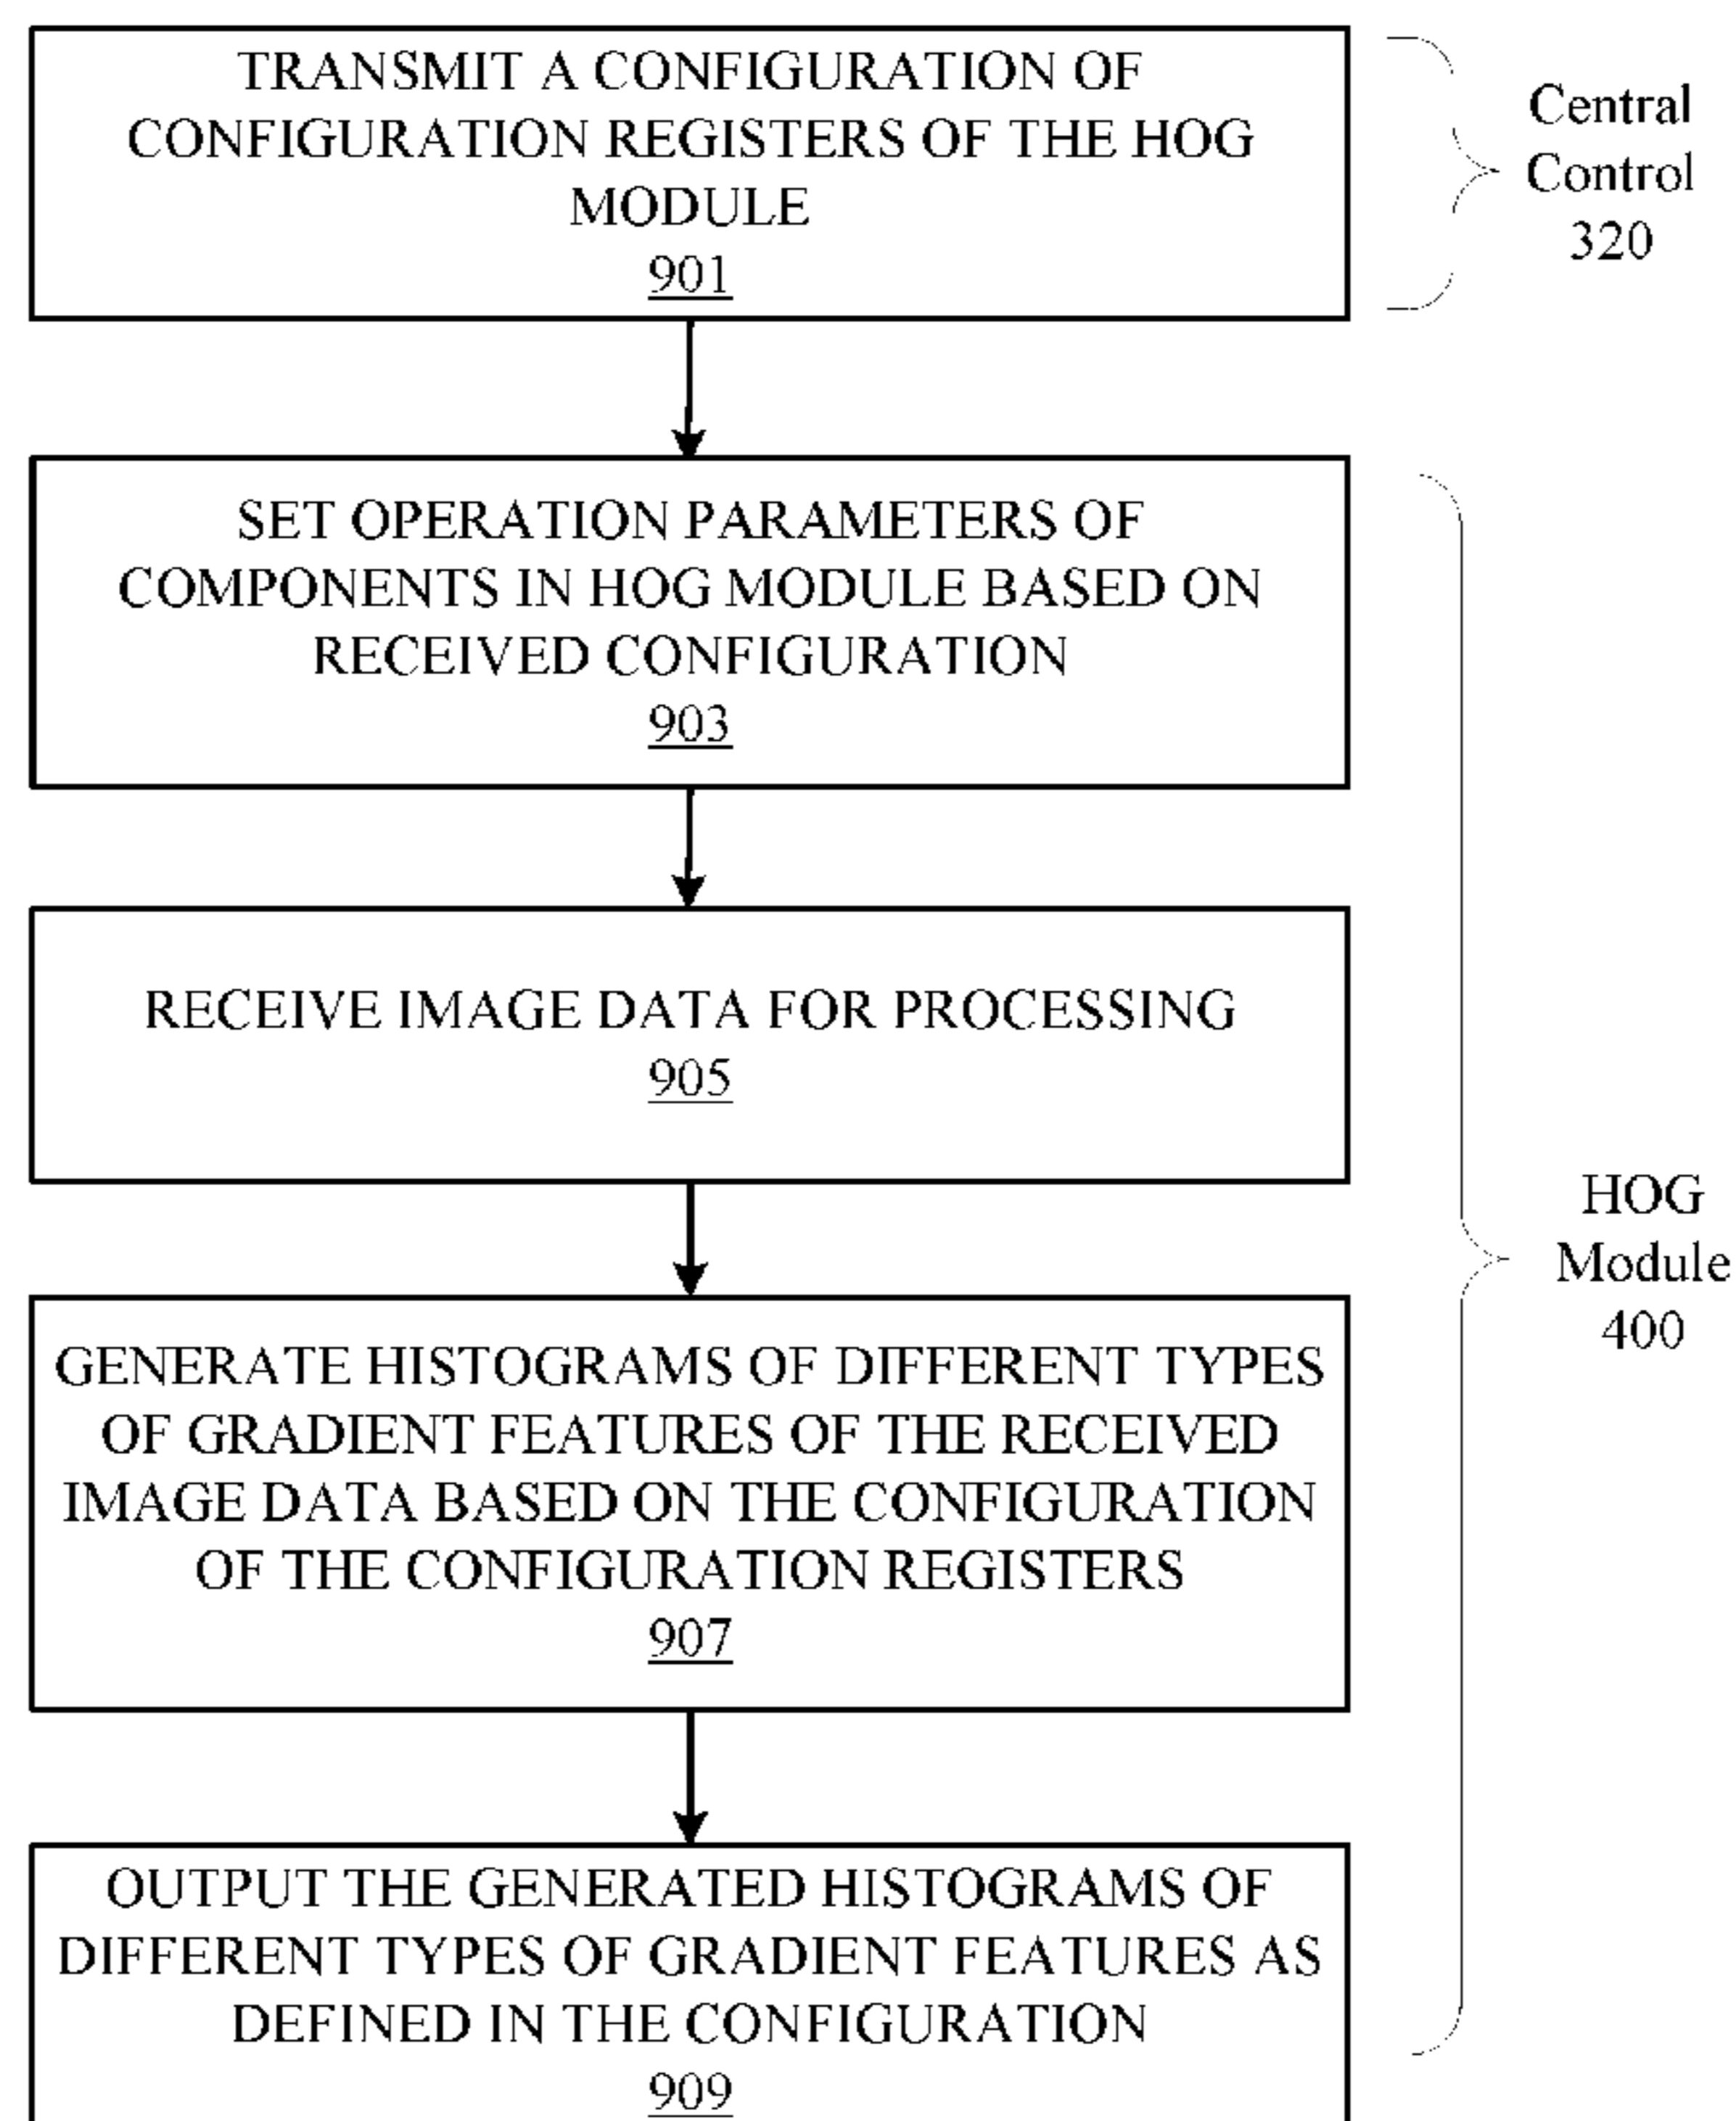 TRANSMIT A CONFIGURATION OF
CONFIGURATION REGISTERS OF THE HOG
MODULE
901
Central
Control
320
SET OPERATION PARAMETERS OF
COMPONENTS IN HOG MODULE BASED ON
RECEIVED CONFIGURATION
903
RECEIVE IMAGE DATA FOR PROCESSING
905
HOG
Module
400
GENERATE HISTOGRAMS OF DIFFERENT TYPES
OF GRADIENT FEATURES OF THE RECEIVED
IMAGE DATA BASED ON THE CONFIGURATION
OF THE CONFIGURATION REGISTERS
907
OUTPUT THE GENERATED HISTOGRAMS OF
DIFFERENT TYPES OF GRADIENT FEATURES AS
DEFINED IN THE CONFIGURATION
909